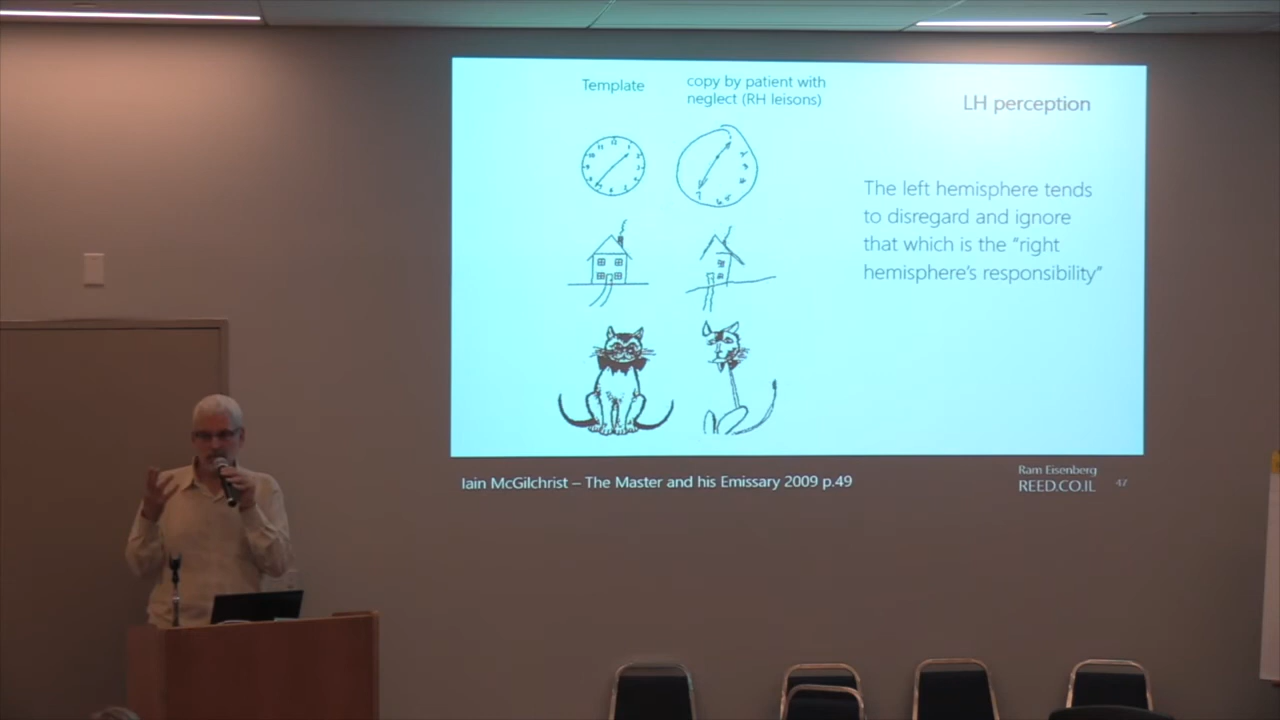 Template
copy by patient with
neglect (RH leisons)
LH perception
The left hemisphere tends
to disregard and ignore
that which is the “right
hemisphere’s responsibility”
Iain McGilchrist – The Master and his Emissary 2009 p.49
Ram Eisenberg
REED.CO.IL
47